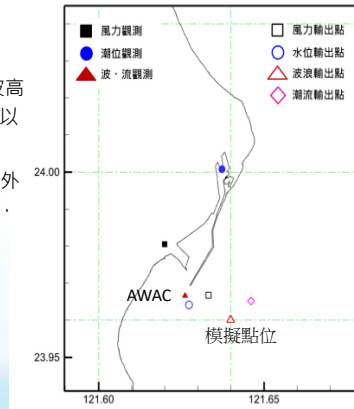 波高
以
外
.
風力觀測
潮位觀測
波、流觀測
風力輸出點
水位輸出點
波浪輸出點
潮流輸出點
24.00
AWAC
模擬點位
23.95
121.60
121.65